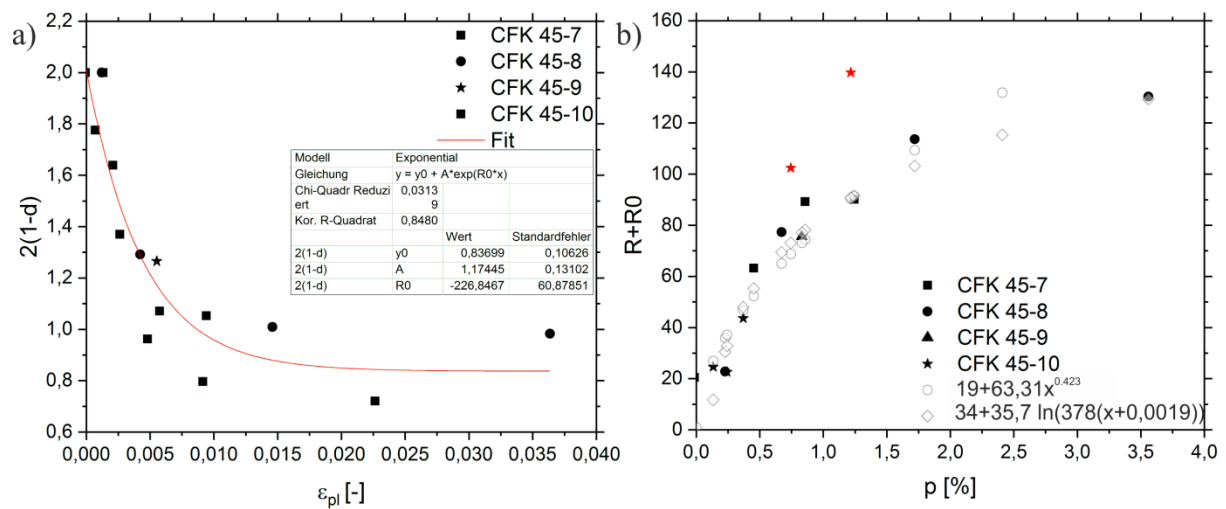 a)
CFK 45-7
CFK 45-8
CFK 45-9
CFK 45-10
Fit
Modell Exponential
Gleichung y = y0 + A*exp(R0*x)
Chi-Quadr Reduzi
ert
0,0313
9
Kor. R-Quadrat 0,8480
Wert Standardfehler
2(1-d) y0 0,83699 0,10626
2(1-d) A 1,17445 0,13102
2(1-d) R0 -226,8467 60,87851
2(1-d)
2,0
1,8
1,6
1,4
1,2
1,0
0,8
0,6
0,000 0,005 0,010 0,015 0,020 0,025 0,030 0,035 0,040
εpl [-]
b)
R+R0
160
140
120
100
80
60
40
20
0
CFK 45-7
CFK 45-8
CFK 45-9
CFK 45-10
19+63,31x^0.423
34+35,7 ln(378(x+0,0019))
0,0 0,5 1,0 1,5 2,0 2,5 3,0 3,5 4,0
p [%]